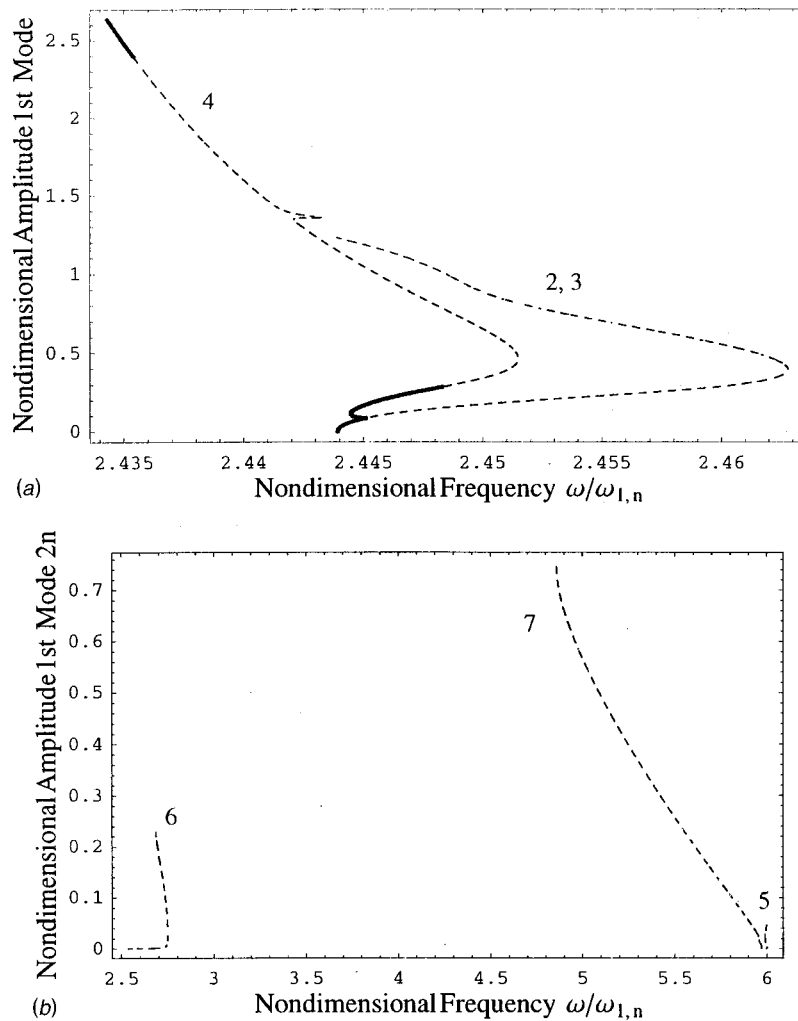 Nondimensional Amplitude 1st Mode
2.5
2
1.5
1
0.5
0
4
2, 3
2.435 2.44 2.445 2.45 2.455 2.46
(a)
Nondimensional Frequency ω/ω1,n
Nondimensional Amplitude 1st Mode 2n
0.7
0.6
0.5
0.4
0.3
0.2
0.1
0
7
6
5
2.5 3 3.5 4 4.5 5 5.5 6
(b)
Nondimensional Frequency ω/ω1,n